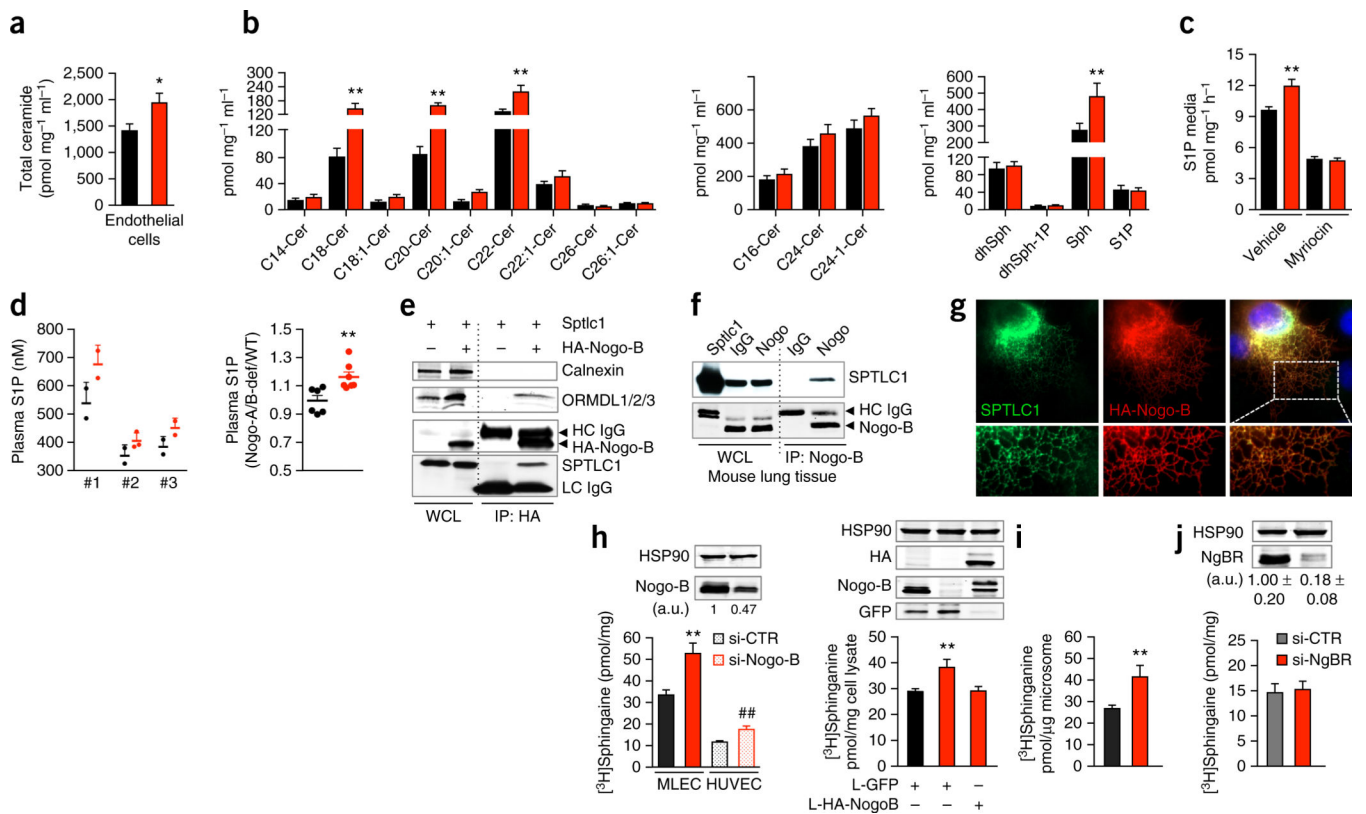 a
Total ceramide
(pmol mg⁻¹ ml⁻¹)
2,500
2,000
1,500
1,000
500
0
*
Endothelial
cells
b
pmol mg⁻¹ ml⁻¹
300
240
180
120
120
80
40
0
**
**
**
C14-Cer
C18-Cer
C18:1-Cer
C20-Cer
C20:1-Cer
C22-Cer
C22:1-Cer
C26-Cer
C26:1-Cer
pmol mg⁻¹ ml⁻¹
600
400
200
0
C16-Cer
C24-Cer
C24-1-Cer
pmol mg⁻¹ ml⁻¹
600
500
400
300
200
120
80
40
0
**
dhSph
dhSph-1P
Sph
S1P
c
S1P media
pmol mg⁻¹ h⁻¹
15
12
9
6
3
0
**
Vehicle
Myriocin
d
Plasma S1P (nM)
800
700
600
500
400
300
#1
#2
#3
Plasma S1P
(Nogo-A/B-def/WT)
1.5
1.3
1.1
0.9
0.7
0.5
**
e
+ + + + Sptlc1
– + – + HA-Nogo-B
Calnexin
ORMDL1/2/3
HC IgG
HA-Nogo-B
SPTLC1
LC IgG
WCL
IP: HA
f
Sptlc1
IgG
Nogo
IgG
Nogo
SPTLC1
HC IgG
Nogo-B
WCL
IP: Nogo-B
Mouse lung tissue
g
SPTLC1
HA-Nogo-B
h
HSP90
Nogo-B
(a.u.) 1 0.47
[³H]Sphingaine (pmol/mg)
60
50
40
30
20
10
0
**
##
si-CTR
si-Nogo-B
MLEC HUVEC
HSP90
HA
Nogo-B
GFP
[³H]Sphinganine
pmol/mg cell lysate
50
40
30
20
10
0
**
L-GFP + + –
L-HA-NogoB – – +
i
[³H]Sphinganine
pmol/μg microsome
60
40
30
20
10
0
**
j
HSP90
NgBR
(a.u.) 1.00 ± 0.18 ±
0.20 0.08
[³H]Sphingaine (pmol/mg)
25
20
15
10
5
0
si-CTR
si-NgBR